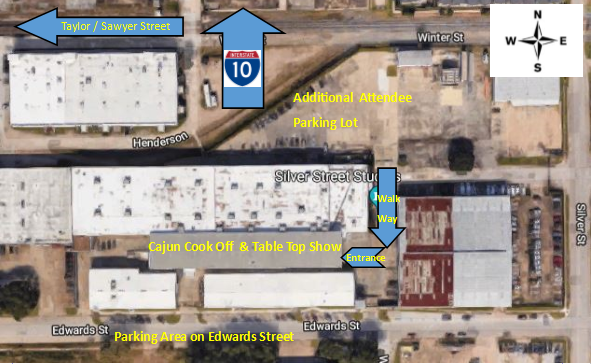 Taylor / Sawyer Street
INTERSTATE
10
Winter St
N
W E
S
Additional Attendee
Parking Lot
Henderson
Silver Street Studios
Walk
Way
Silver St
Cajun Cook Off & Table Top Show
Entrance
Edwards St
Edwards St
Parking Area on Edwards Street
W